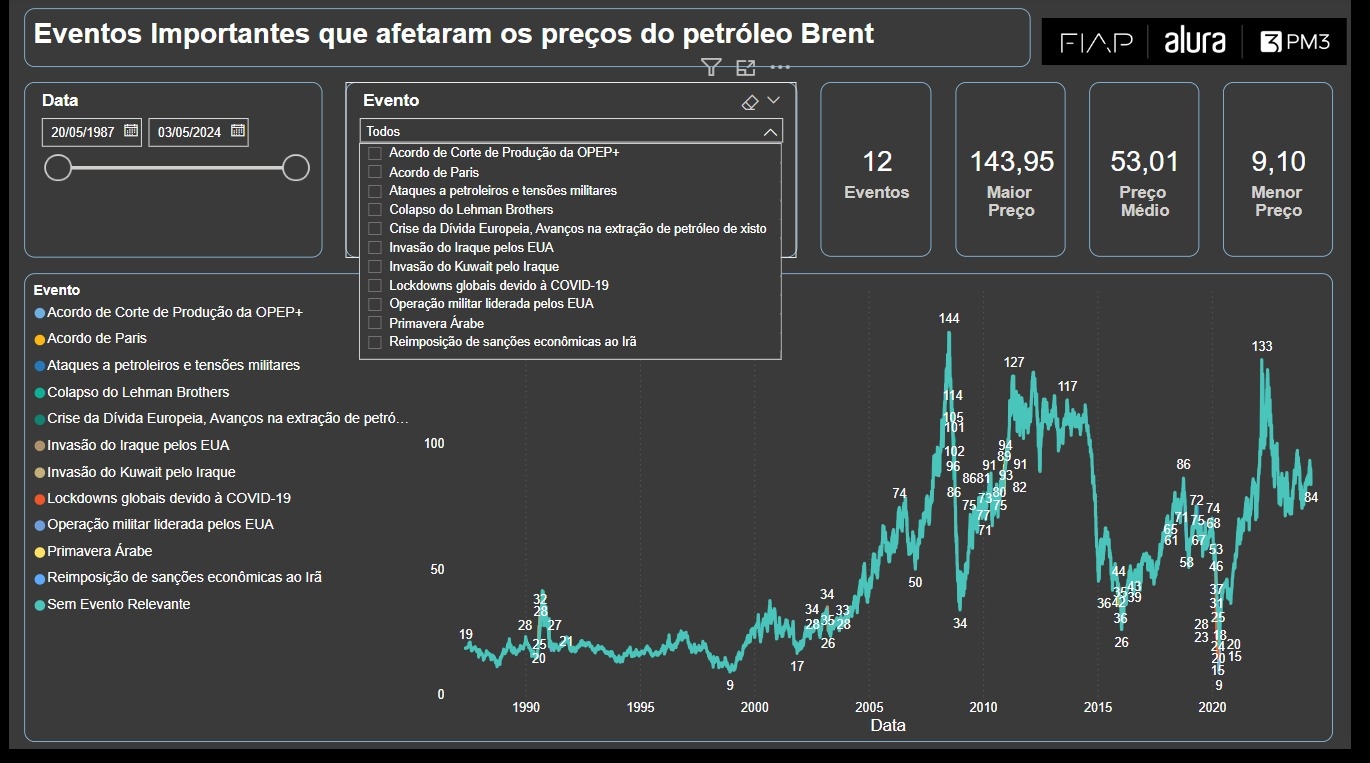 Eventos Importantes que afetaram os preços do petróleo Brent
FIAP alura PM3
Data
20/05/1987 03/05/2024
Evento
Todos
Acordo de Corte de Produção da OPEP+
Acordo de Paris
Ataques a petroleiros e tensões militares
Colapso do Lehman Brothers
Crise da Dívida Europeia, Avanços na extração de petróleo de xisto
Invasão do Iraque pelos EUA
Invasão do Kuwait pelo Iraque
Lockdowns globais devido à COVID-19
Operação militar liderada pelos EUA
Primavera Árabe
Reimposição de sanções econômicas ao Irã
12
Eventos
143,95
Maior
Preço
53,01
Preço
Médio
9,10
Menor
Preço
Evento
Acordo de Corte de Produção da OPEP+
Acordo de Paris
Ataques a petroleiros e tensões militares
Colapso do Lehman Brothers
Crise da Dívida Europeia, Avanços na extração de petró…
Invasão do Iraque pelos EUA
Invasão do Kuwait pelo Iraque
Lockdowns globais devido à COVID-19
Operação militar liderada pelos EUA
Primavera Árabe
Reimposição de sanções econômicas ao Irã
Sem Evento Relevante
100
50
0
19
28
32
28
27
25
20
21
9
17
34
28
34
35
26
33
28
74
50
144
114
105
101
102
96
86
34
86 81
75
91
73
77
71
94
89
93
80
75
91
82
127
117
36
44
35
42
36
26
43
39
65
61
71
86
58
72
75
67
74
68
53
46
37
31
25
28
23
18
24
20
15
9
20
15
133
84
1990 1995 2000 2005 2010 2015 2020
Data